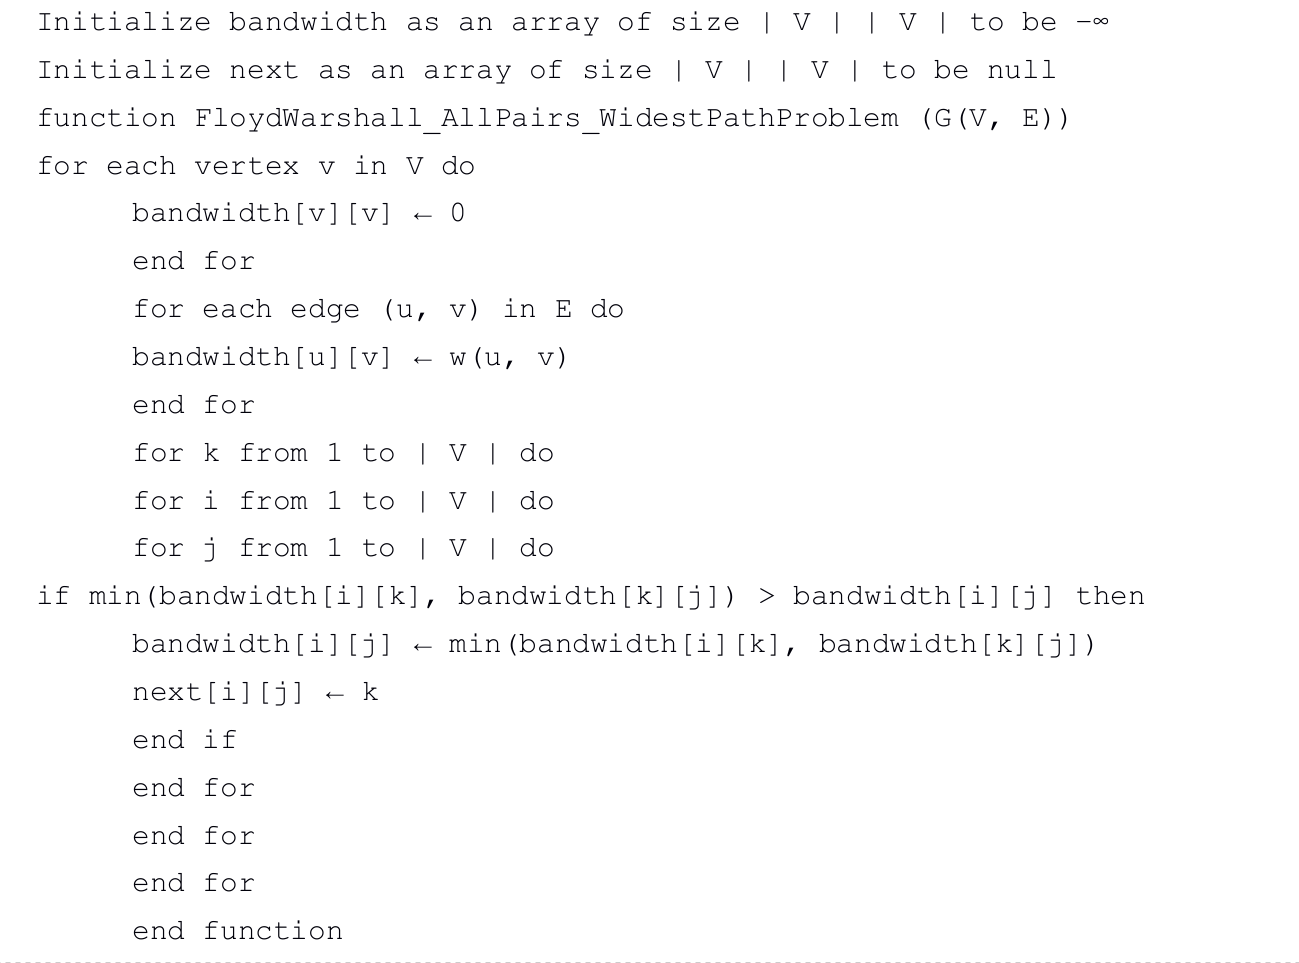 Initialize bandwidth as an array of size | V | | V | to be −∞
Initialize next as an array of size | V | | V | to be null
function FloydWarshall_AllPairs_WidestPathProblem (G(V, E))
for each vertex v in V do
bandwidth[v][v] ← 0
end for
for each edge (u, v) in E do
bandwidth[u][v] ← w(u, v)
end for
for k from 1 to | V | do
for i from 1 to | V | do
for j from 1 to | V | do
if min(bandwidth[i][k], bandwidth[k][j]) > bandwidth[i][j] then
bandwidth[i][j] ← min(bandwidth[i][k], bandwidth[k][j])
next[i][j] ← k
end if
end for
end for
end for
end function